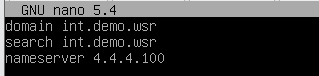 GNU nano 5.4
domain int.demo.wsr
search int.demo.wsr
nameserver 4.4.4.100